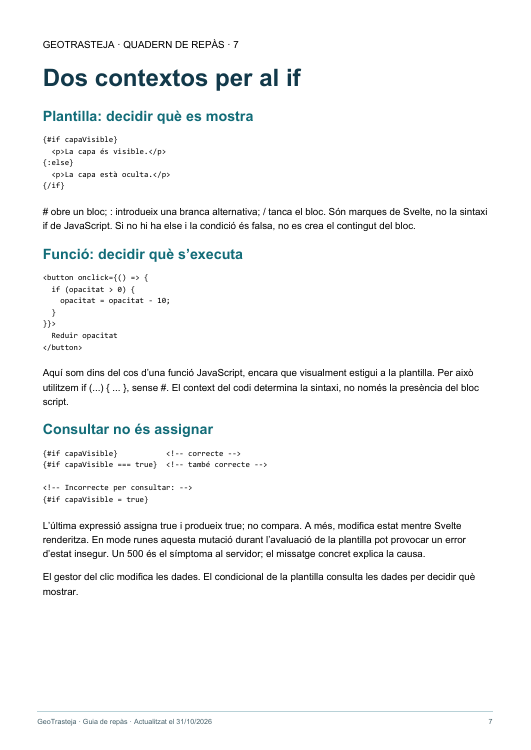 GEOTRASTEJA · QUADERN DE REPÀS · 7
Dos contextos per al if
Plantilla: decidir què es mostra
{#if capaVisible}
  <p>La capa és visible.</p>
{:else}
  <p>La capa està oculta.</p>
{/if}
# obre un bloc; : introdueix una branca alternativa; / tanca el bloc. Són marques de Svelte, no la sintaxi
if de JavaScript. Si no hi ha else i la condició és falsa, no es crea el contingut del bloc.
Funció: decidir què s’executa
<button onclick={() => {
  if (opacitat > 0) {
    opacitat = opacitat - 10;
  }
}}>
  Reduir opacitat
</button>
Aquí som dins del cos d’una funció JavaScript, encara que visualment estigui a la plantilla. Per això
utilitzem if (...) { ... }, sense #. El context del codi determina la sintaxi, no només la presència del bloc
script.
Consultar no és assignar
{#if capaVisible}           <!-- correcte -->
{#if capaVisible === true}  <!-- també correcte -->
<!-- Incorrecte per consultar: -->
{#if capaVisible = true}
L’última expressió assigna true i produeix true; no compara. A més, modifica estat mentre Svelte
renderitza. En mode runes aquesta mutació durant l’avaluació de la plantilla pot provocar un error
d’estat insegur. Un 500 és el símptoma al servidor; el missatge concret explica la causa.
El gestor del clic modifica les dades. El condicional de la plantilla consulta les dades per decidir què
mostrar.
GeoTrasteja · Guia de repàs · Actualitzat el 31/10/2026
7